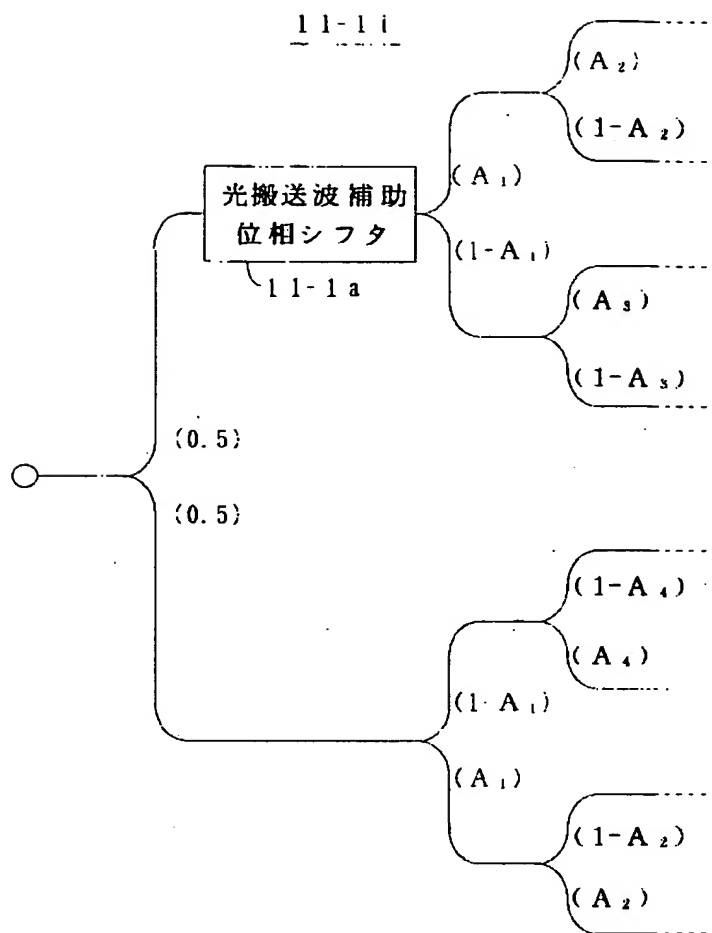 11-1i
(A₂)
(1-A₂)
(A₁)
光搬送波補助
位相シフタ
(1-A₁)
11-1a
(A₃)
(1-A₃)
(0.5)
(0.5)
(1-A₄)
(A₄)
(1-A₁)
(A₁)
(1-A₂)
(A₂)